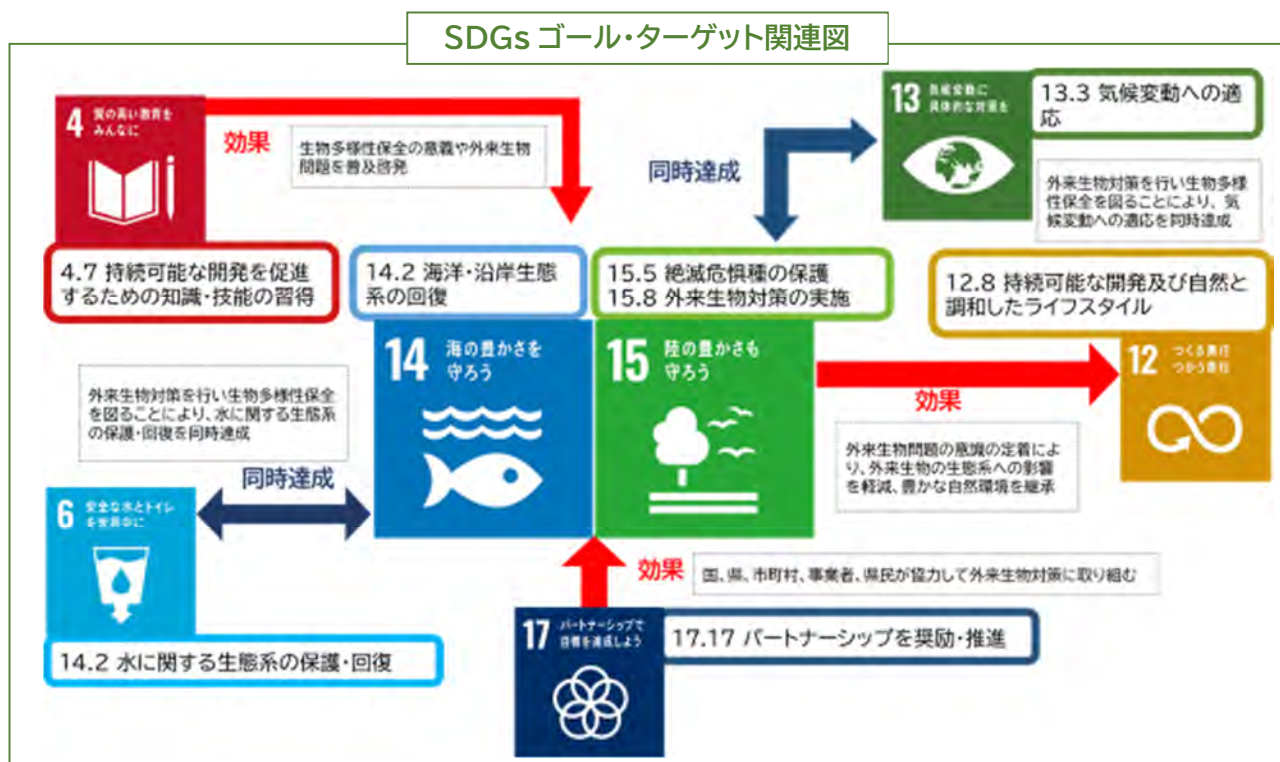 SDGs ゴール・ターゲット関連図
4 質の高い教育を
みんなに
効果
生物多様性保全の意義や外来生物
問題を普及啓発
4.7 持続可能な開発を促進
するための知識・技能の習得
同時達成
13 気候変動に
具体的な対策を
13.3 気候変動への適
応
外来生物対策を行い生物多様
性保全を図ることにより、気
候変動への適応を同時達成
14.2 海洋・沿岸生態
系の回復
15.5 絶滅危惧種の保護
15.8 外来生物対策の実施
12.8 持続可能な開発及び自然と
調和したライフスタイル
14 海の豊かさを
守ろう
15 陸の豊かさも
守ろう
12 つくる責任
つかう責任
効果
外来生物問題の意識の定着によ
り、外来生物の生態系への影響
を軽減、豊かな自然環境を継承
外来生物対策を行い生物多様性保全
を図ることにより、水に関する生態系
の保護・回復を同時達成
同時達成
6 安全な水とトイレ
を世界中に
14.2 水に関する生態系の保護・回復
効果
国、県、市町村、事業者、県民が協力して外来生物対策に取り組む
17 パートナーシップで
目標を達成しよう
17.17 パートナーシップを奨励・推進